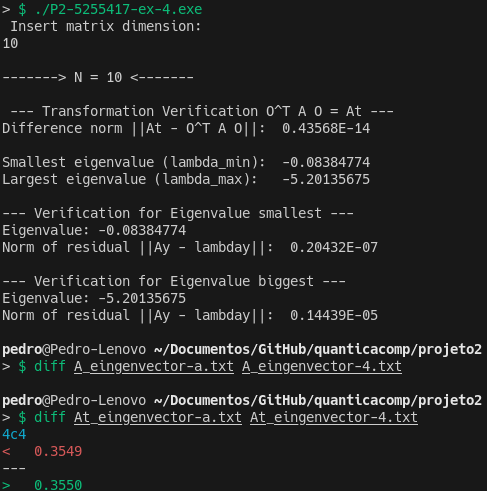 > $ ./P2-5255417-ex-4.exe
Insert matrix dimension:
10
-------> N = 10 <-------
--- Transformation Verification O^T A O = At ---
Difference norm ||At - O^T A O||:  0.43568E-14
Smallest eigenvalue (lambda_min):  -0.08384774
Largest eigenvalue (lambda_max):   -5.20135675
--- Verification for Eigenvalue smallest ---
Eigenvalue: -0.08384774
Norm of residual ||Ay - lambday||:  0.20432E-07
--- Verification for Eigenvalue biggest ---
Eigenvalue: -5.20135675
Norm of residual ||Ay - lambday||:  0.14439E-05
pedro@Pedro-Lenovo ~/Documentos/GitHub/quanticacomp/projeto2
> $ diff A_eingenvector-a.txt A_eingenvector-4.txt
pedro@Pedro-Lenovo ~/Documentos/GitHub/quanticacomp/projeto2
> $ diff At_eingenvector-a.txt At_eingenvector-4.txt
4c4
<   0.3549
---
>   0.3550